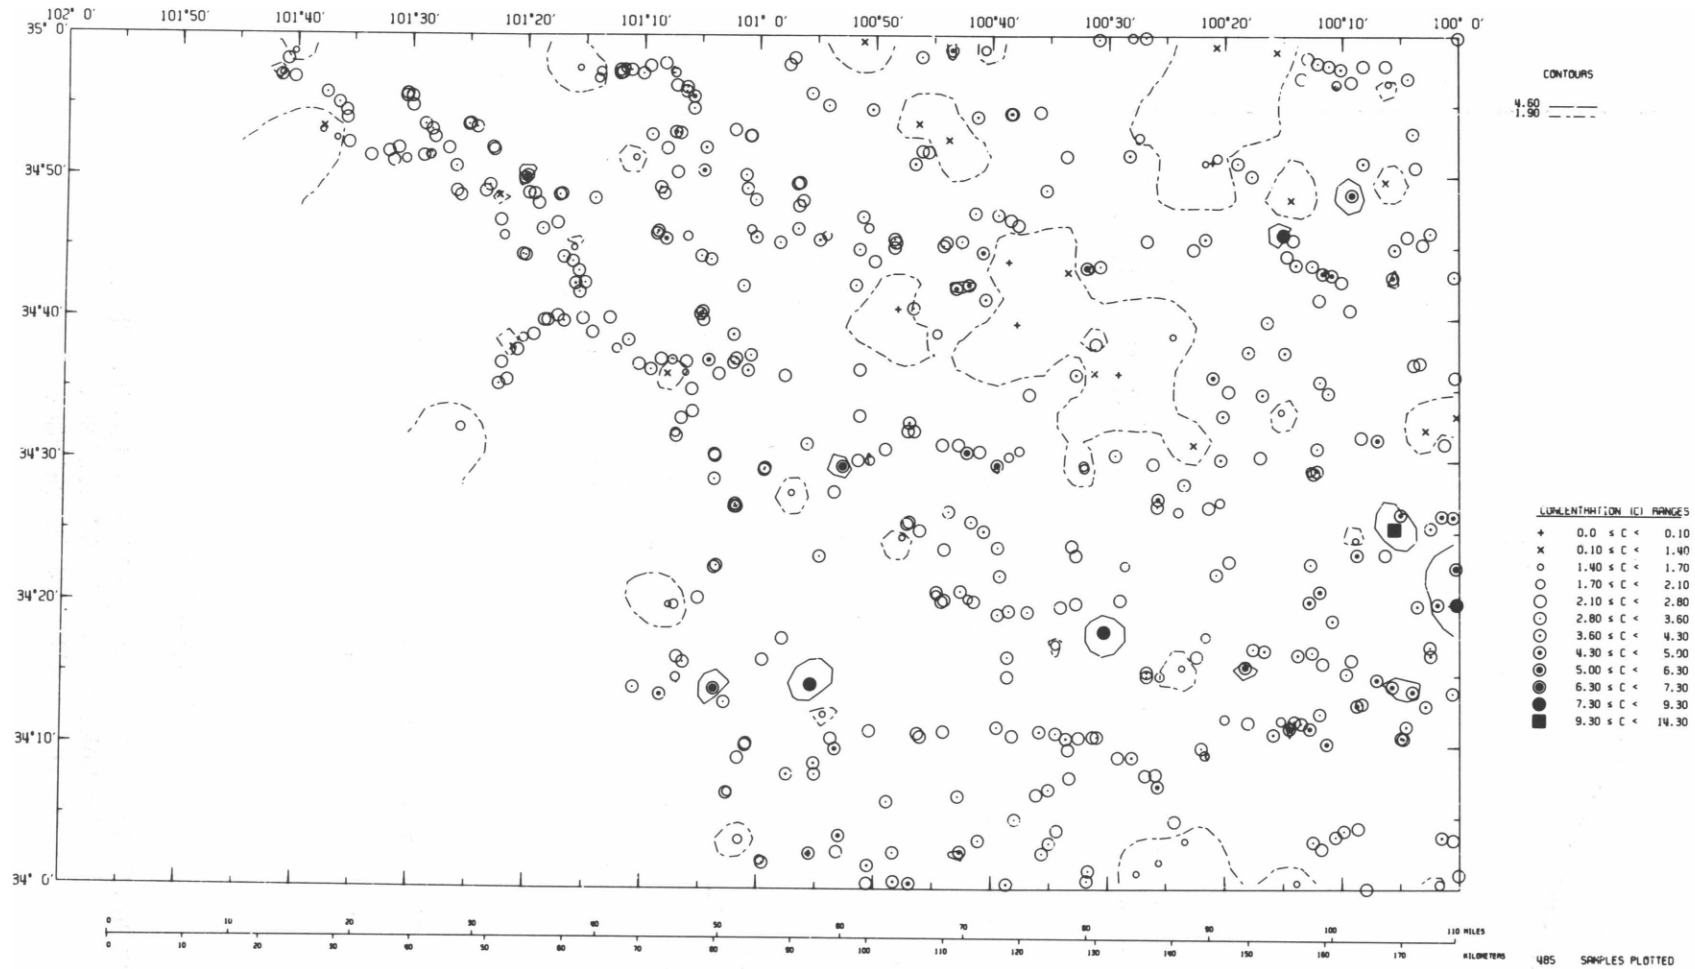 102° 0' 101°50' 101°40' 101°30' 101°20' 101°10' 101° 0' 100°50' 100°40' 100°30' 100°20' 100°10' 100° 0'
35° 0'
34°50'
34°40'
34°30'
34°20'
34°10'
34° 0'
CONTOURS
4.60
1.90
CONCENTRATION (C) RANGES
+ 0.0 ≤ C < 0.10
× 0.10 ≤ C < 1.40
1.40 ≤ C < 1.70
1.70 ≤ C < 2.10
2.10 ≤ C < 2.80
2.80 ≤ C < 3.60
3.60 ≤ C < 4.30
4.30 ≤ C < 5.00
5.00 ≤ C < 6.30
6.30 ≤ C < 7.30
7.30 ≤ C < 9.30
9.30 ≤ C < 14.30
0 10 20 30 40 50 60 70 80 90 100 110 MILES
0 10 20 30 40 50 60 70 80 90 100 110 120 130 140 150 160 170 KILOMETERS
485 SAMPLES PLOTTED